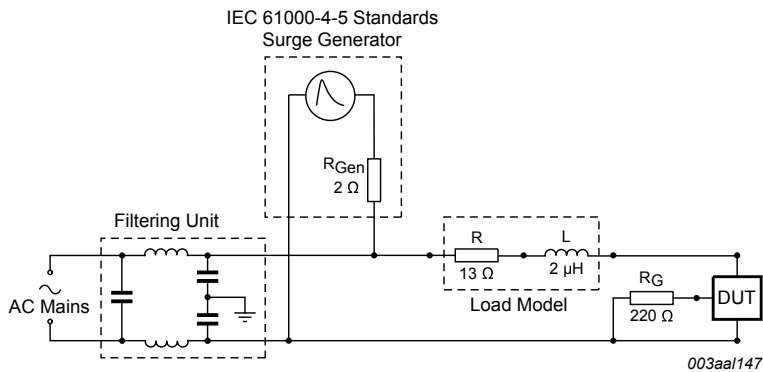 IEC 61000-4-5 Standards
Surge Generator
RGen
2 Ω
Filtering Unit
AC Mains
R
13 Ω
L
2 μH
Load Model
RG
220 Ω
DUT
003aal147